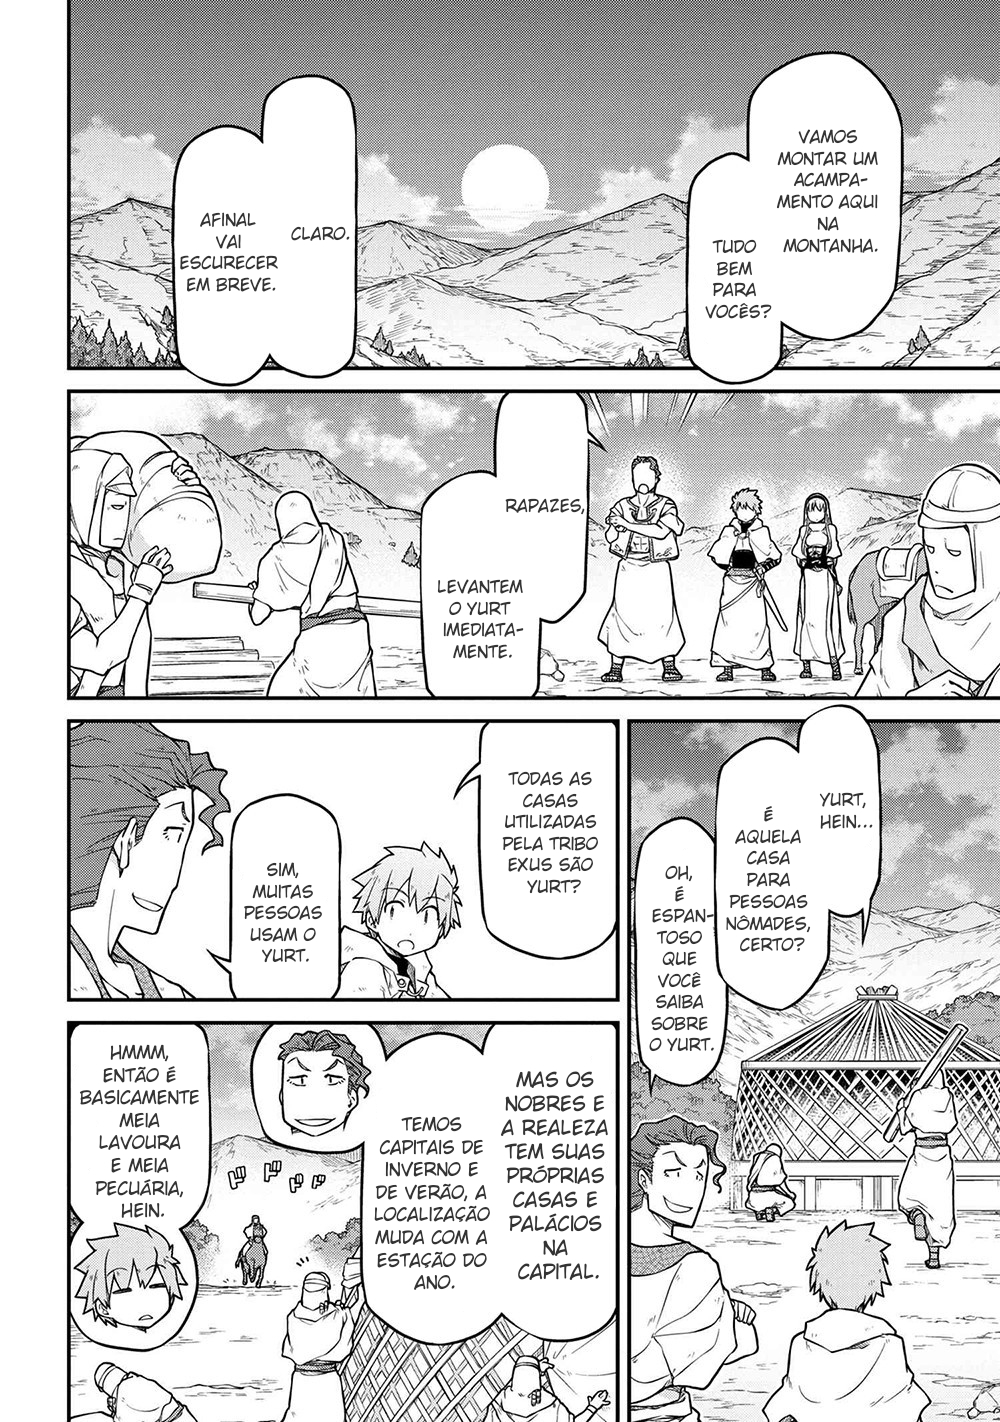 VAMOS
MONTAR UM
ACAMPA-
MENTO AQUI
NA
MONTANHA.
TUDO
BEM
PARA
VOCÊS?
CLARO.
AFINAL
VAI
ESCURECER
EM BREVE.
RAPAZES,
LEVANTEM
O YURT
IMEDIATA-
MENTE.
YURT,
HEIN...
É
AQUELA
CASA
PARA
PESSOAS
NÔMADES,
CERTO?
OH,
É
ESPAN-
TOSO
QUE
VOCÊ
SAIBA
SOBRE
O YURT.
TODAS AS
CASAS
UTILIZADAS
PELA TRIBO
EXUS SÃO
YURT?
SIM,
MUITAS
PESSOAS
USAM O
YURT.
MAS OS
NOBRES E
A REALEZA
TEM SUAS
PRÓPRIAS
CASAS E
PALÁCIOS
NA
CAPITAL.
TEMOS
CAPITAIS DE
INVERNO E
DE VERÃO, A
LOCALIZAÇÃO
MUDA COM A
ESTAÇÃO DO
ANO.
ドドド
HMMM,
ENTÃO É
BASICAMENTE
MEIA
LAVOURA
E MEIA
PECUÁRIA,
HEIN.